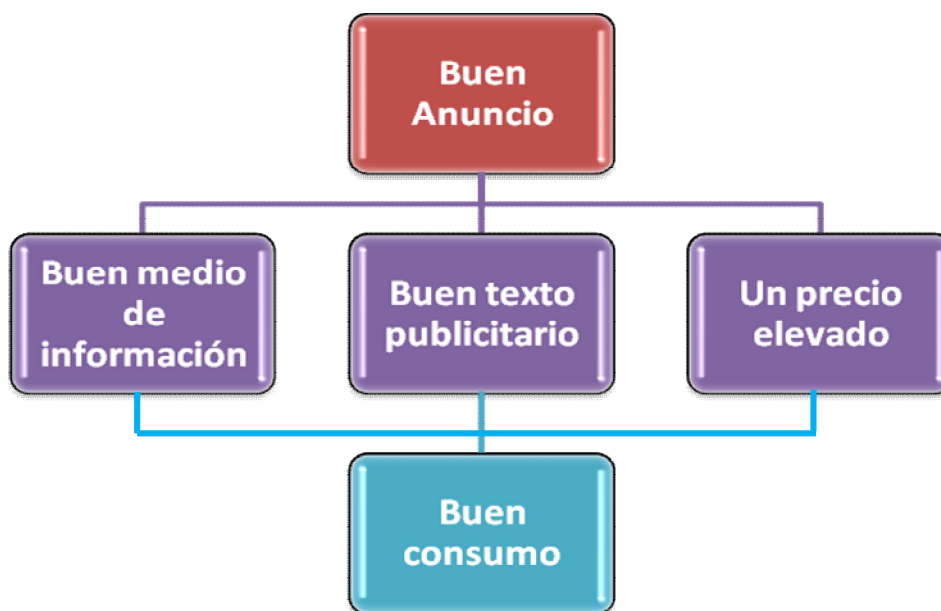 Buen
Anuncio
Buen medio
de
información
Buen texto
publicitario
Un precio
elevado
Buen
consumo